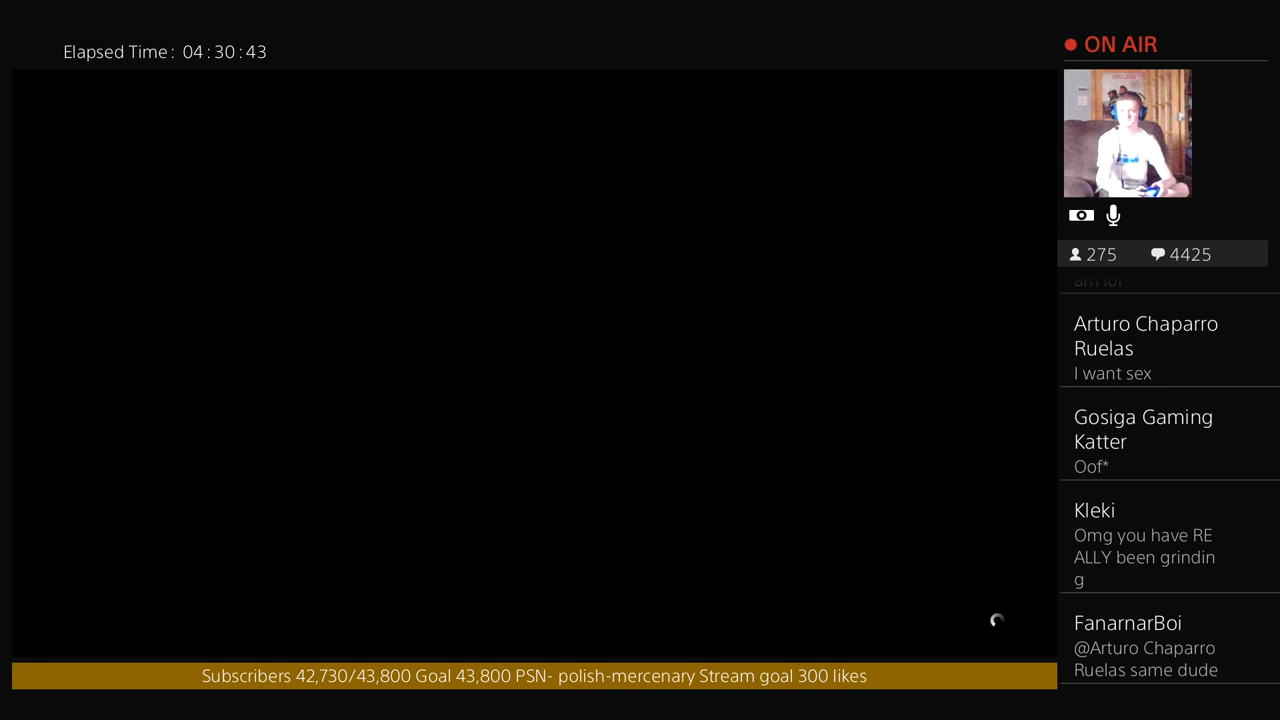 Elapsed Time: 04:30:43
ON AIR
275 4425
am lol
Arturo Chaparro
Ruelas
I want sex
Gosiga Gaming
Katter
Oof*
Kleki
Omg you have RE
ALLY been grindin
g
FanarnarBoi
@Arturo Chaparro
Ruelas same dude
Subscribers 42,730/43,800 Goal 43,800 PSN- polish-mercenary Stream goal 300 likes